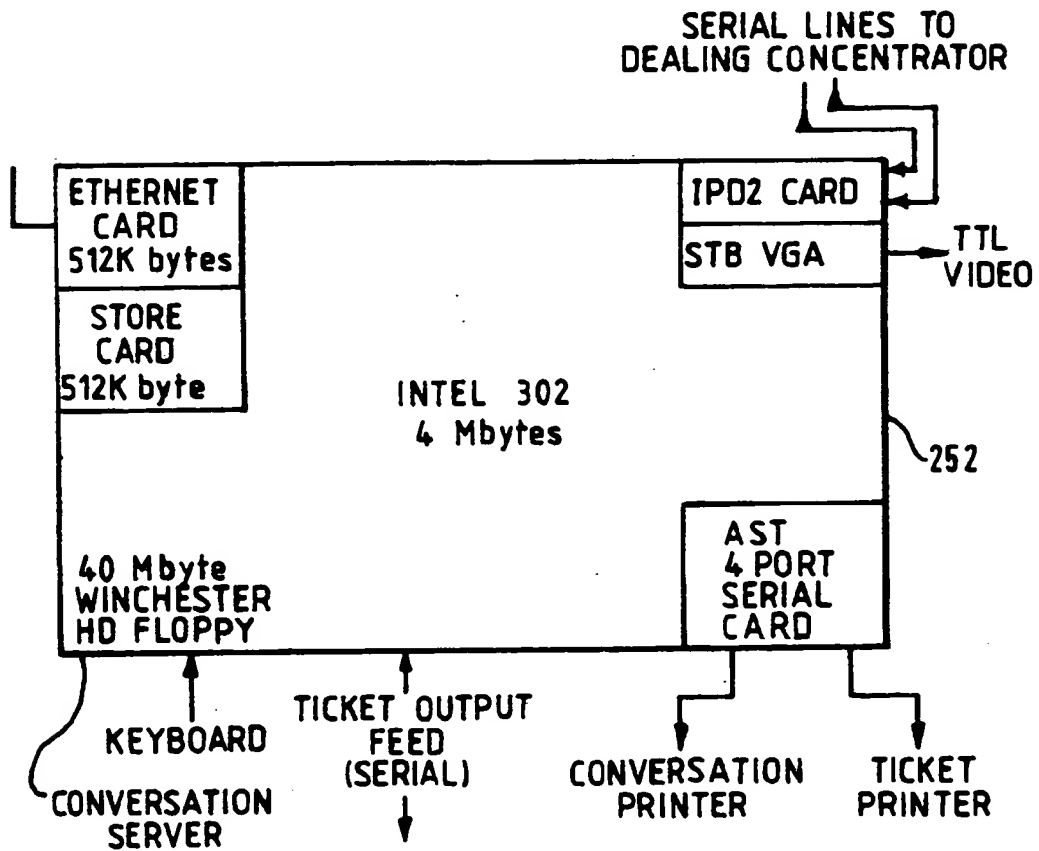 SERIAL LINES TO
DEALING CONCENTRATOR
ETHERNET
CARD
512K bytes
STORE
CARD
512K byte
IPD2 CARD
STB VGA
TTL
VIDEO
INTEL 302
4 Mbytes
252
40 Mbyte
WINCHESTER
HD FLOPPY
AST
4 PORT
SERIAL
CARD
KEYBOARD
TICKET OUTPUT
FEED
(SERIAL)
CONVERSATION
SERVER
CONVERSATION
PRINTER
TICKET
PRINTER